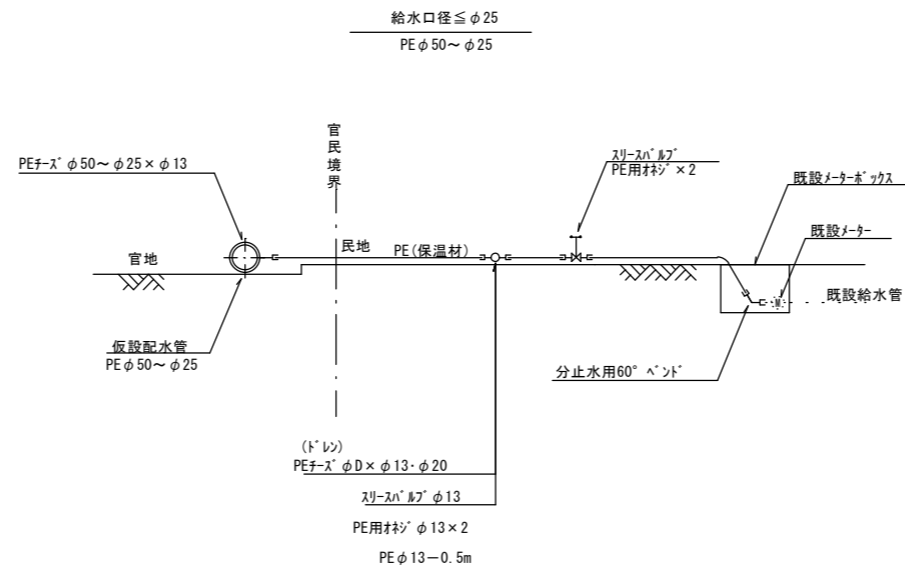 給水口径≦φ25
PEφ50～φ25
官民境界
PEﾁｰｽﾞφ50～φ25×φ13
ｽﾘｰｽﾊﾞﾙﾌﾞ
PE用ｵﾈｼﾞ×2
既設ﾒｰﾀｰﾎﾞｯｸｽ
既設ﾒｰﾀｰ
官地
民地
PE(保温材)
M
既設給水管
仮設配水管
PEφ50～φ25
分止水用60°ﾍﾞﾝﾄﾞ
(ﾄﾞﾚﾝ)
PEﾁｰｽﾞφD×φ13･φ20
ｽﾘｰｽﾊﾞﾙﾌﾞφ13
PE用ｵﾈｼﾞφ13×2
PEφ13－0.5m